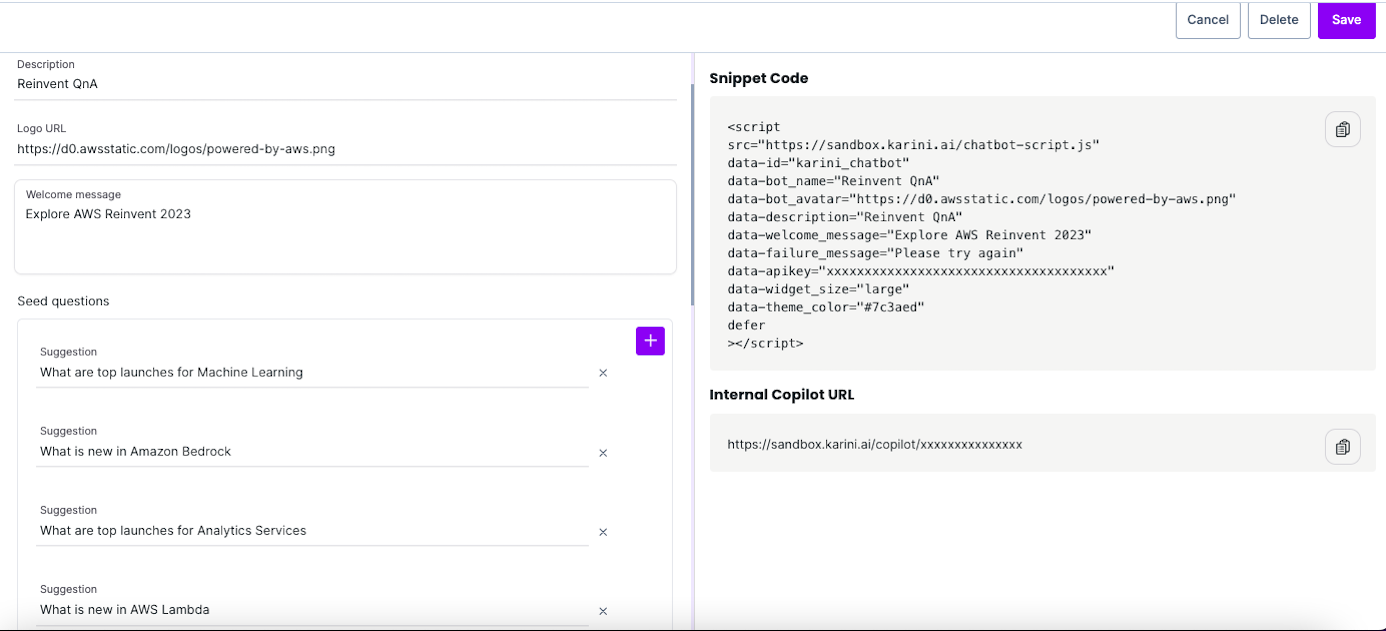 Cancel
Delete
Save
Description
Reinvent QnA
Logo URL
https://d0.awsstatic.com/logos/powered-by-aws.png
Welcome message
Explore AWS Reinvent 2023
Seed questions
Suggestion
What are top launches for Machine Learning
Suggestion
What is new in Amazon Bedrock
Suggestion
What are top launches for Analytics Services
Suggestion
What is new in AWS Lambda
Snippet Code
<script
src="https://sandbox.karini.ai/chatbot-script.js"
data-id="karini_chatbot"
data-bot_name="Reinvent QnA"
data-bot_avatar="https://d0.awsstatic.com/logos/powered-by-aws.png"
data-description="Reinvent QnA"
data-welcome_message="Explore AWS Reinvent 2023"
data-failure_message="Please try again"
data-apikey="xxxxxxxxxxxxxxxxxxxxxxxxxxxxxxxxxxxxx"
data-widget_size="large"
data-theme_color="#7c3aed"
defer
></script>
Internal Copilot URL
https://sandbox.karini.ai/copilot/xxxxxxxxxxxxxxx